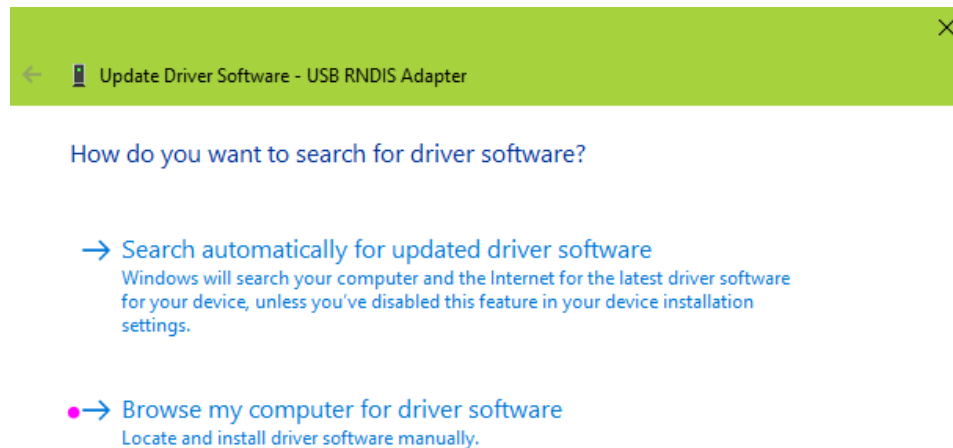 Update Driver Software - USB RNDIS Adapter
How do you want to search for driver software?
Search automatically for updated driver software
Windows will search your computer and the Internet for the latest driver software
for your device, unless you've disabled this feature in your device installation
settings.
Browse my computer for driver software
Locate and install driver software manually.